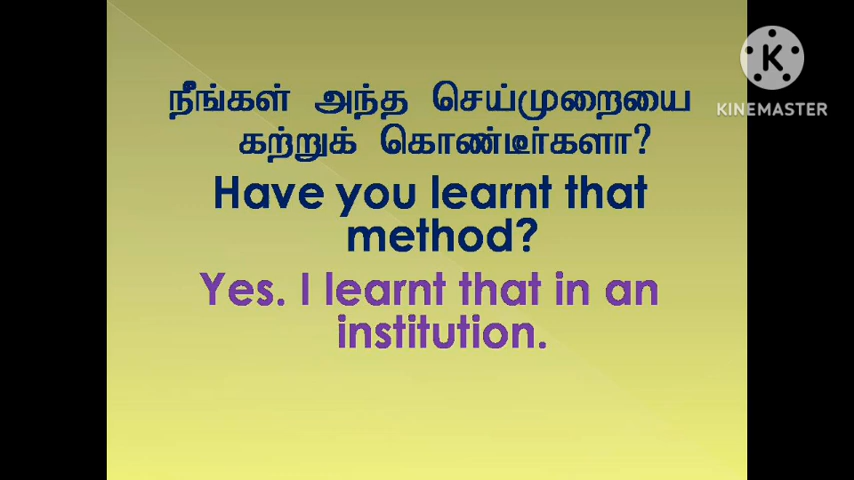 நீங்கள் அந்த செய்முறையை
கற்றுக் கொண்டீர்களா?
Have you learnt that
method?
Yes. I learnt that in an
institution.
K
KINEMASTER